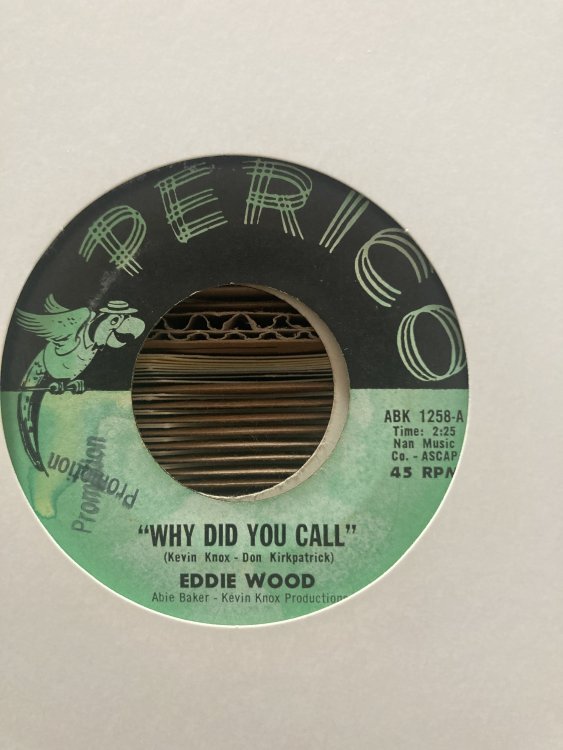 PERICO
ABK 1258-A
Time: 2:25
Nan Music
Co. - ASCAP
45 RPM
Promotion
Promotion
"WHY DID YOU CALL"
(Kevin Knox - Don Kirkpatrick)
EDDIE WOOD
Abie Baker - Kevin Knox Productions